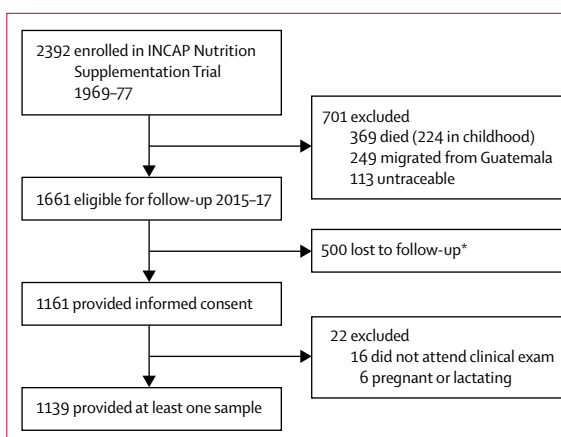 2392 enrolled in INCAP Nutrition
Supplementation Trial
1969–77
701 excluded
369 died (224 in childhood)
249 migrated from Guatemala
113 untraceable
1661 eligible for follow-up 2015–17
500 lost to follow-up*
1161 provided informed consent
22 excluded
16 did not attend clinical exam
6 pregnant or lactating
1139 provided at least one sample